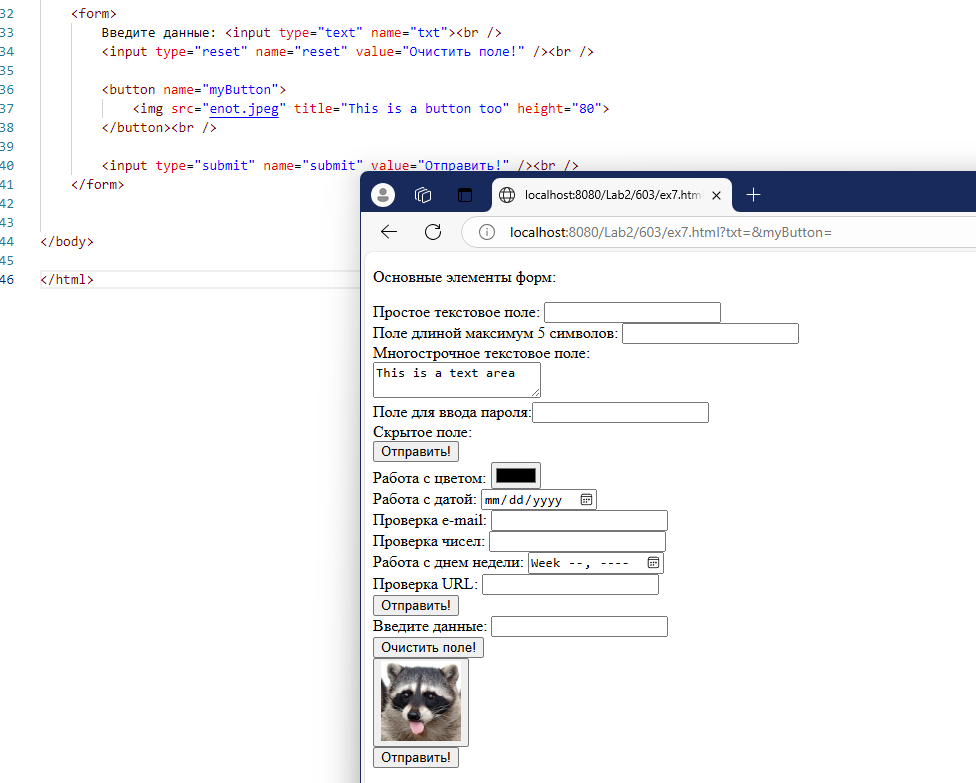 32 <form>
33 Введите данные: <input type="text" name="txt"><br />
34 <input type="reset" name="reset" value="Очистить поле!" /><br />
35
36 <button name="myButton">
37 <img src="enot.jpeg" title="This is a button too" height="80">
38 </button><br />
39
40 <input type="submit" name="submit" value="Отправить!" /><br />
41 </form>
42
43
44 </body>
45
46 </html>
localhost:8080/Lab2/603/ex7.htm
localhost:8080/Lab2/603/ex7.html?txt=&myButton=
Основные элементы форм:
Простое текстовое поле:
Поле длиной максимум 5 символов:
Многострочное текстовое поле:
This is a text area
Поле для ввода пароля:
Скрытое поле:
Отправить!
Работа с цветом:
Работа с датой: mm/dd/yyyy
Проверка e-mail:
Проверка чисел:
Работа с днем недели: Week --, ----
Проверка URL:
Отправить!
Введите данные:
Очистить поле!
Отправить!